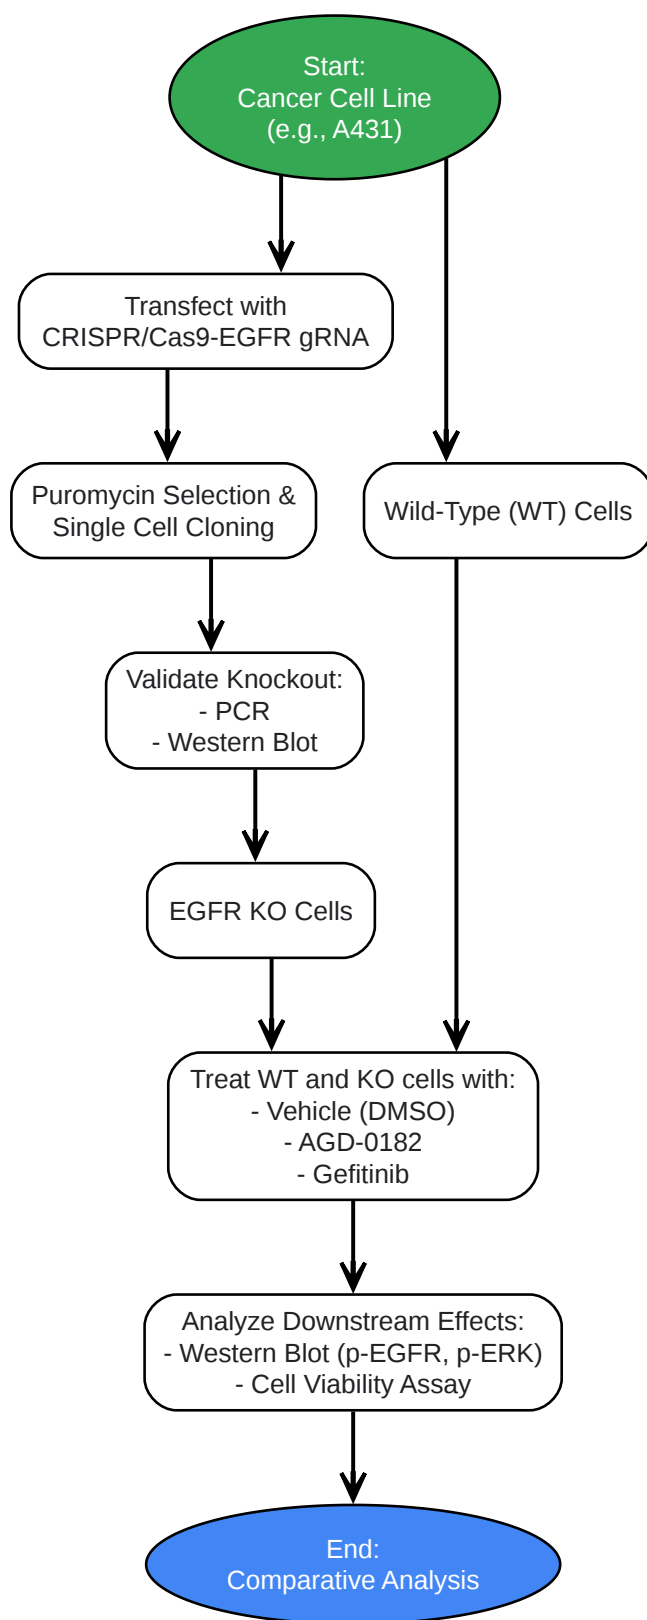 Start:
Cancer Cell Line
(e.g., A431)
Transfect with
CRISPR/Cas9-EGFR gRNA
Puromycin Selection &
Single Cell Cloning
Wild-Type (WT) Cells
Validate Knockout:
- PCR
- Western Blot
EGFR KO Cells
Treat WT and KO cells with:
- Vehicle (DMSO)
- AGD-0182
- Gefitinib
Analyze Downstream Effects:
- Western Blot (p-EGFR, p-ERK)
- Cell Viability Assay
End:
Comparative Analysis